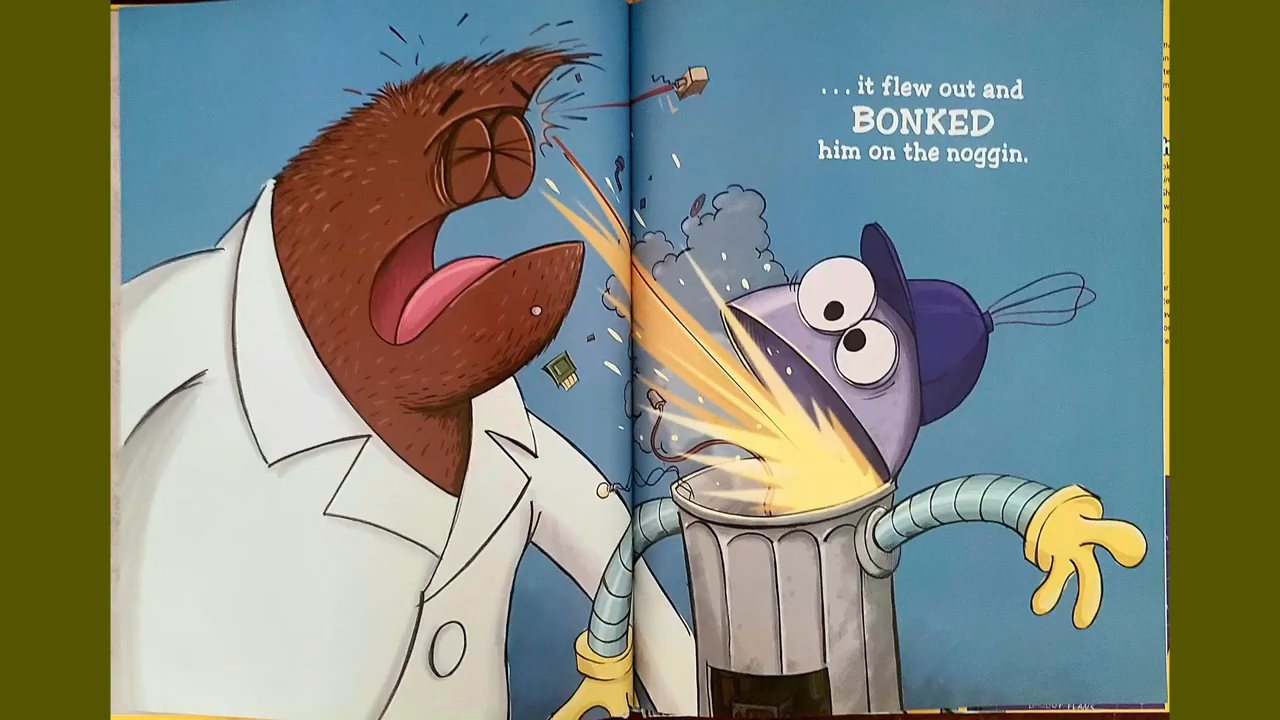 ...it flew out and
BONKED
him on the noggin.